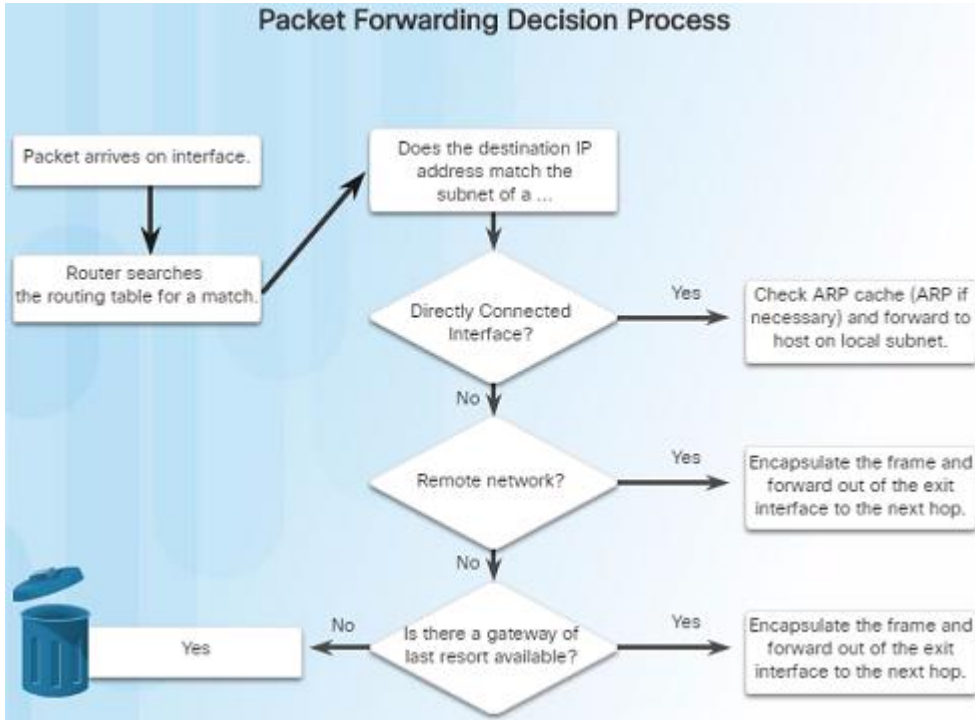 Packet Forwarding Decision Process
Packet arrives on interface.
Router searches
the routing table for a match.
Does the destination IP
address match the
subnet of a ...
Directly Connected
Interface?
Yes
Check ARP cache (ARP if
necessary) and forward to
host on local subnet.
No
Remote network?
Yes
Encapsulate the frame and
forward out of the exit
interface to the next hop.
No
Is there a gateway of
last resort available?
Yes
Encapsulate the frame and
forward out of the exit
interface to the next hop.
No
Yes